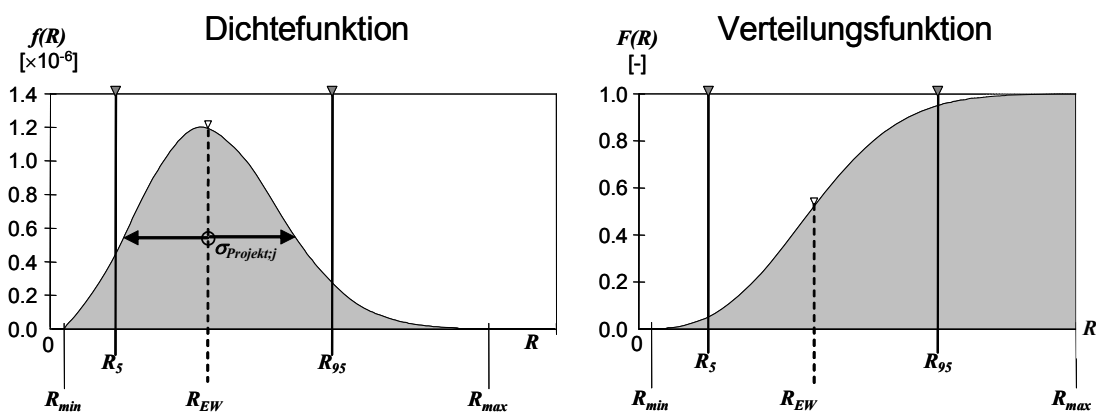 Dichtefunktion
f(R)
[×10-6]
1.4
1.2
1.0
0.8
0.6
0.4
0.2
0.0
0
σProjekt;j
R
R5
R95
Rmin
REW
Rmax
Verteilungsfunktion
F(R)
[-]
1.0
0.8
0.6
0.4
0.2
0.0
0
R
R5
R95
Rmin
REW
Rmax